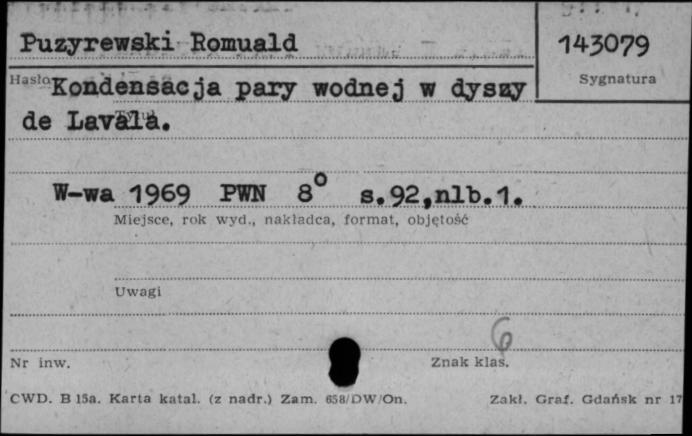 Puzyrewski Romuald
143079
Hasło
Sygnatura
Kondensacja pary wodnej w dyszy
Tytuł
de Lavala.
W-wa 1969 PWN 8° s.92,nlb.1.
Miejsce, rok wyd., nakładca, format, objętość
Uwagi
6
Nr inw.
Znak klas.
CWD. B 15a. Karta katal. (z nadr.) Zam. 658/DW/On.
Zakł. Graf. Gdańsk nr 17